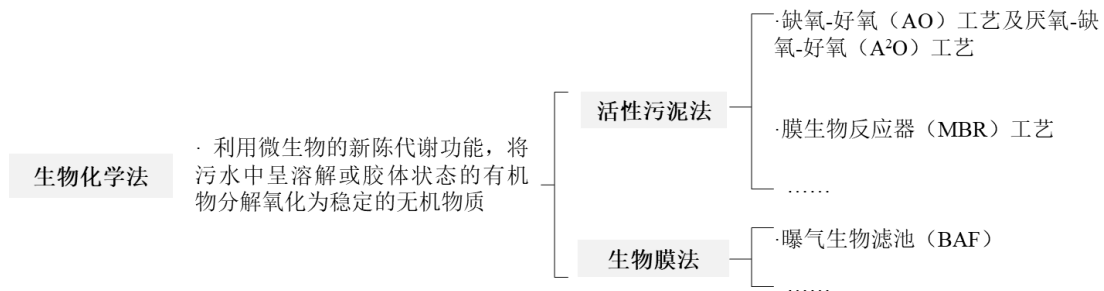 生物化学法
· 利用微生物的新陈代谢功能，将
污水中呈溶解或胶体状态的有机
物分解氧化为稳定的无机物质
活性污泥法
·缺氧-好氧（AO）工艺及厌氧-缺
氧-好氧（A²O）工艺
·膜生物反应器（MBR）工艺
……
生物膜法
·曝气生物滤池（BAF）
……